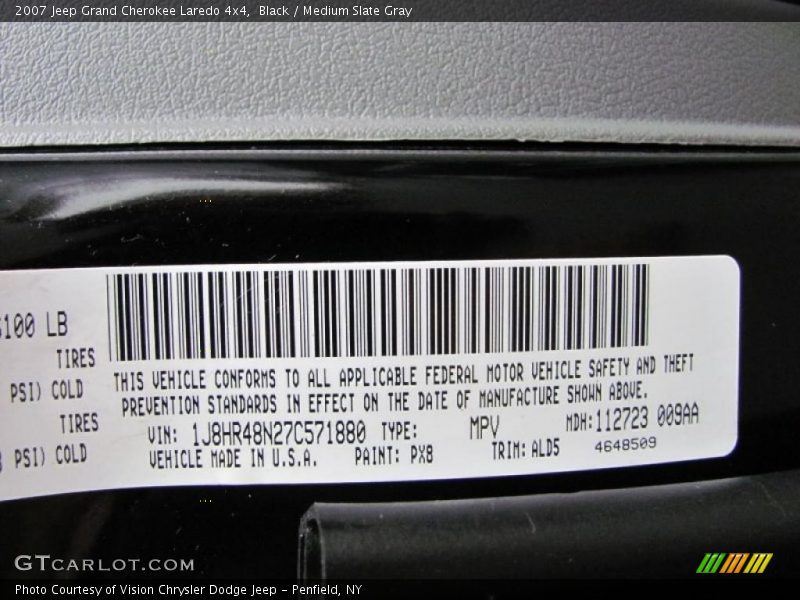 2007 Jeep Grand Cherokee Laredo 4x4, Black / Medium Slate Gray
100 LB
TIRES
PSI) COLD
TIRES
PSI) COLD
THIS VEHICLE CONFORMS TO ALL APPLICABLE FEDERAL MOTOR VEHICLE SAFETY AND THEFT
PREVENTION STANDARDS IN EFFECT ON THE DATE OF MANUFACTURE SHOWN ABOVE.
VIN: 1J8HR48N27C571880 TYPE: MPV MDH:112723 009AA
VEHICLE MADE IN U.S.A. PAINT: PX8 TRIM: ALD5 4648509
GTCARLOT.COM
Photo Courtesy of Vision Chrysler Dodge Jeep – Penfield, NY